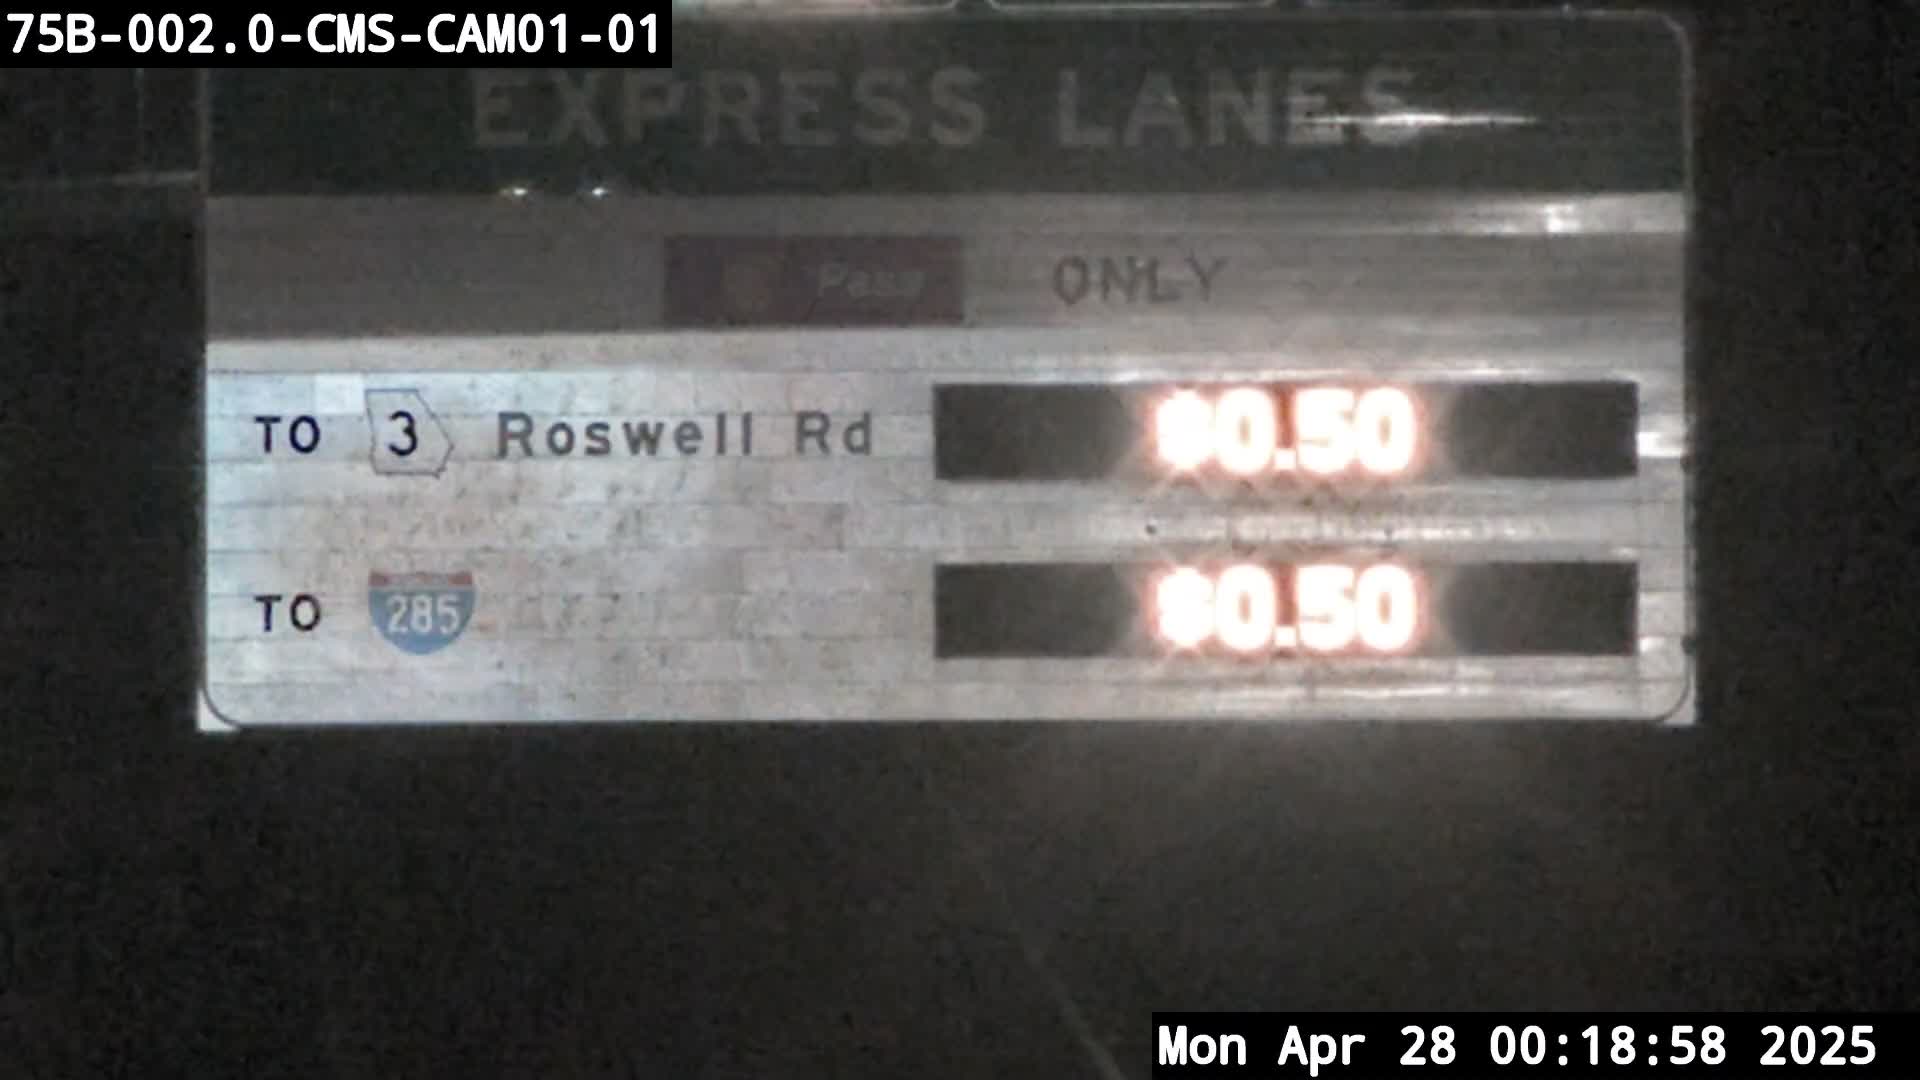 75B-002.0-CMS-CAM01-01
EXPRESS LANES
Pass ONLY
TO 3 Roswell Rd $0.50
TO 285 $0.50
Mon Apr 28 00:18:58 2025